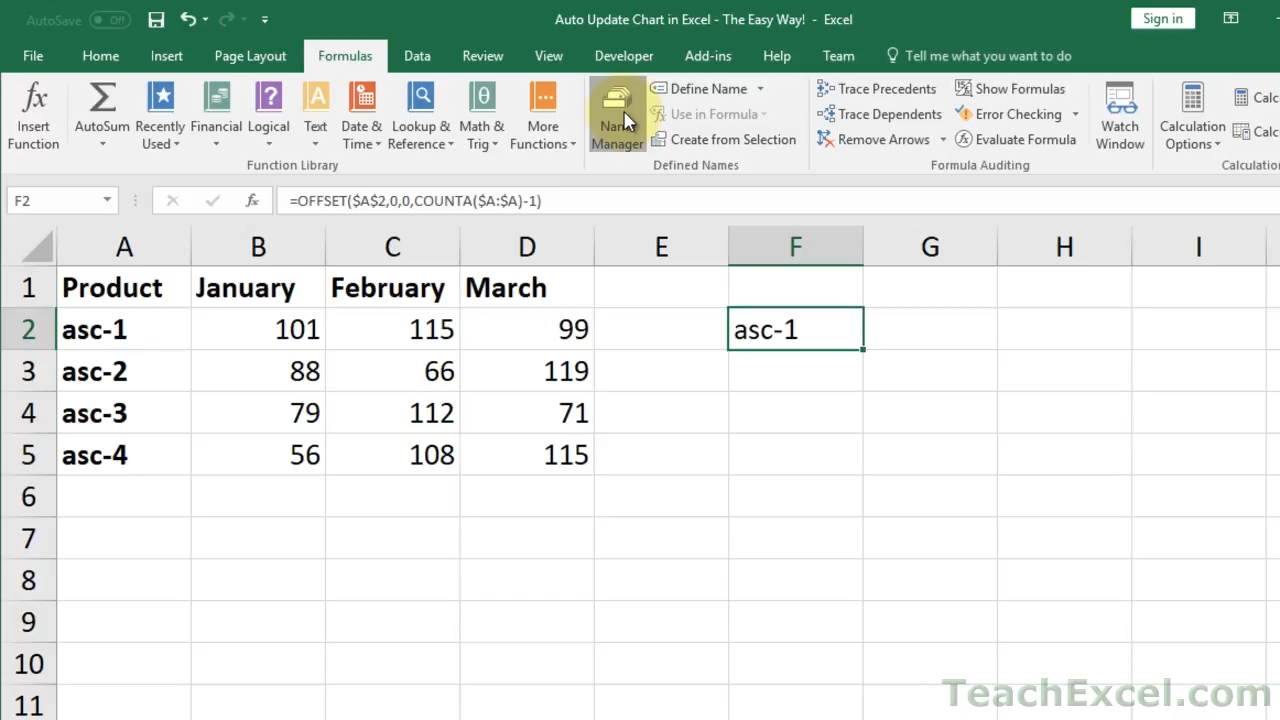 AutoSave Off Auto Update Chart in Excel - The Easy Way! - Excel Sign in
File Home Insert Page Layout Formulas Data Review View Developer Add-ins Help Team Tell me what you want to do
fx Insert Function
AutoSum
Recently Used
Financial
Logical
Text
Date & Time
Lookup & Reference
Math & Trig
More Functions
Function Library
Name Manager
Define Name
Use in Formula
Create from Selection
Defined Names
Trace Precedents
Trace Dependents
Remove Arrows
Show Formulas
Error Checking
Evaluate Formula
Formula Auditing
Watch Window
Calculation Options
Calc
Calc
Calculatio
F2 fx =OFFSET($A$2,0,0,COUNTA($A:$A)-1)
A B C D E F G H I
1 Product January February March
2 asc-1 101 115 99 asc-1
3 asc-2 88 66 119
4 asc-3 79 112 71
5 asc-4 56 108 115
6
7
8
9
10
11
TeachExcel.com